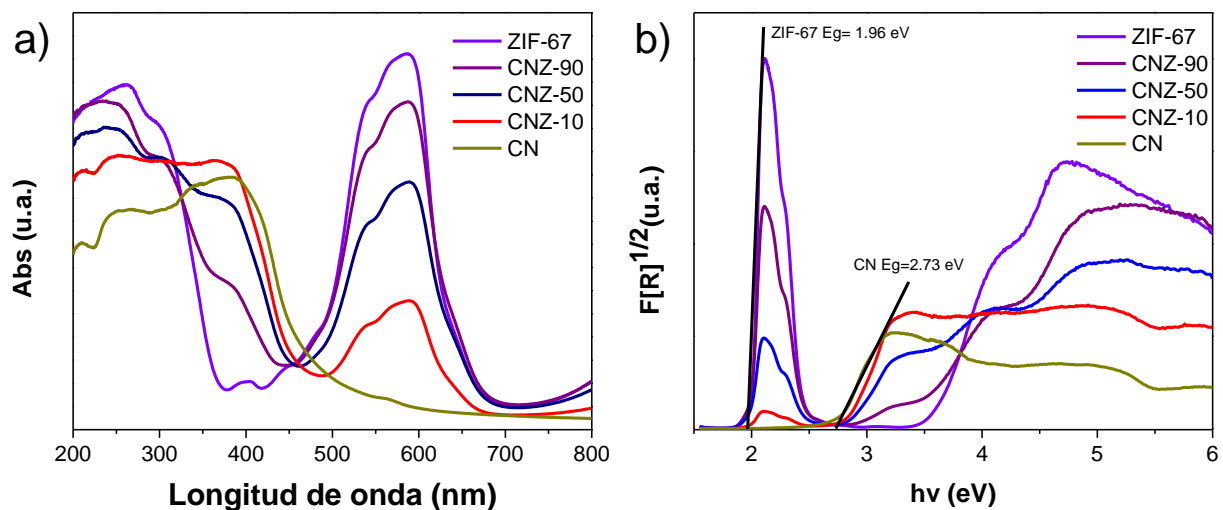 a)
ZIF-67
CNZ-90
CNZ-50
CNZ-10
CN
Abs (u.a.)
200 300 400 500 600 700 800
Longitud de onda (nm)
b)
ZIF-67 Eg= 1.96 eV
ZIF-67
CNZ-90
CNZ-50
CNZ-10
CN
CN Eg=2.73 eV
F[R]^1/2(u.a.)
2 3 4 5 6
hν (eV)